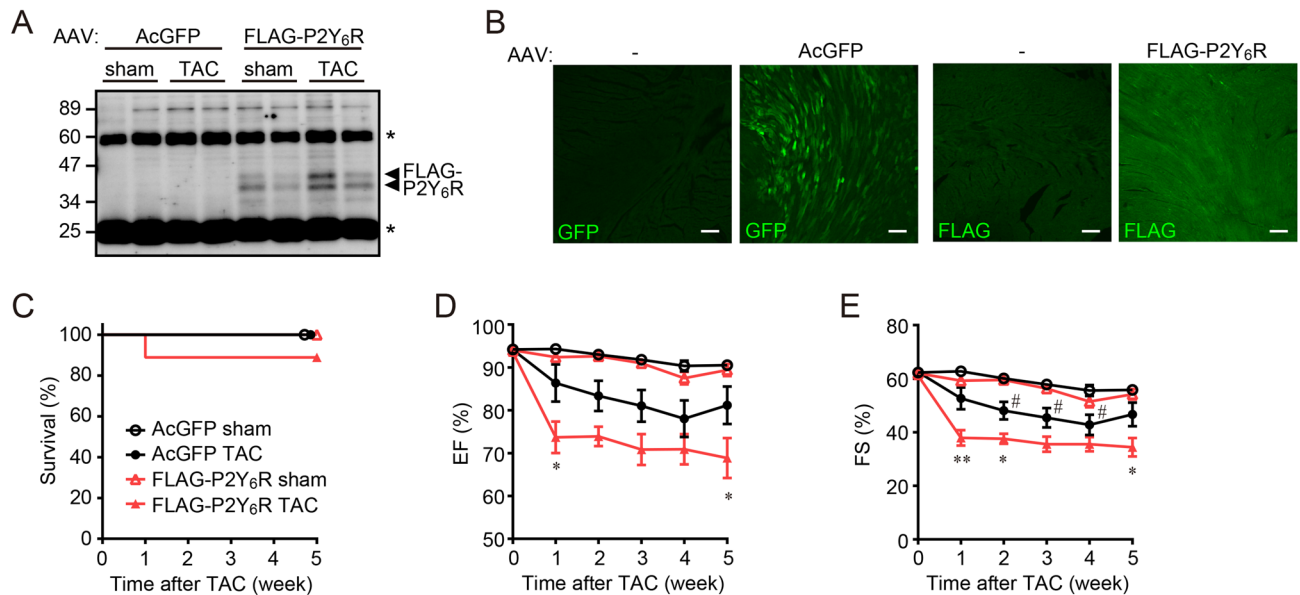 A
AAV: AcGFP FLAG-P2Y₆R
sham TAC sham TAC
89
60 *
47
FLAG-
P2Y₆R
34
25 *
B
AAV: - AcGFP - FLAG-P2Y₆R
GFP GFP FLAG FLAG
C
Survival (%)
100
80
60
40
20
0
AcGFP sham
AcGFP TAC
FLAG-P2Y₆R sham
FLAG-P2Y₆R TAC
0 1 2 3 4 5
Time after TAC (week)
D
EF (%)
100
90
80
70
60
50
* *
0 1 2 3 4 5
Time after TAC (week)
E
FS (%)
80
60
40
20
0
# # #
** * *
0 1 2 3 4 5
Time after TAC (week)